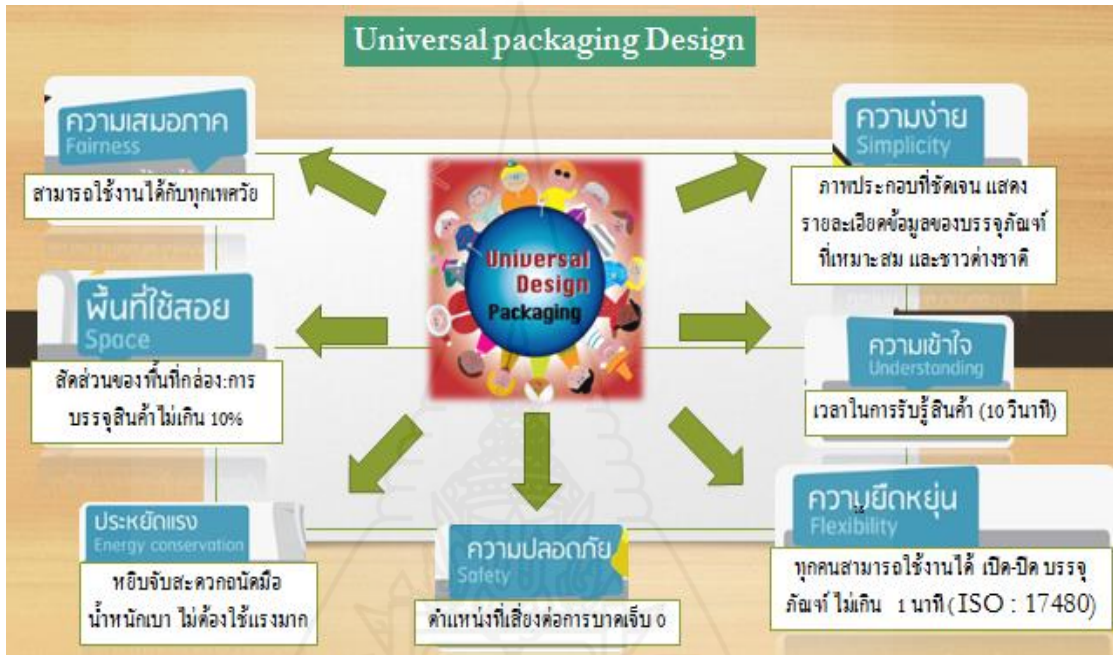 Universal packaging Design
ความเสมอภาค
Fairness
สามารถใช้งานได้กับทุกเพศวัย
ความง่าย
Simplicity
ภาพประกอบที่ชัดเจน แสดง
รายละเอียดข้อมูลของบรรจุภัณฑ์
ที่เหมาะสม และชาวต่างชาติ
Universal
Design
Packaging
พื้นที่ใช้สอย
Space
สัดส่วนของพื้นที่กล่อง:การ
บรรจุสินค้าไม่เกิน 10%
ความเข้าใจ
Understanding
เวลาในการรับรู้สินค้า (10 วินาที)
ประหยัดแรง
Energy conservation
หยิบจับสะดวกถนัดมือ
น้ำหนักเบา ไม่ต้องใช้แรงมาก
ความปลอดภัย
Safety
ตำแหน่งที่เสี่ยงต่อการบาดเจ็บ 0
ความยืดหยุ่น
Flexibility
ทุกคนสามารถใช้งานได้ เปิด-ปิด บรรจุ
ภัณฑ์ ไม่เกิน 1 นาที (ISO : 17480)